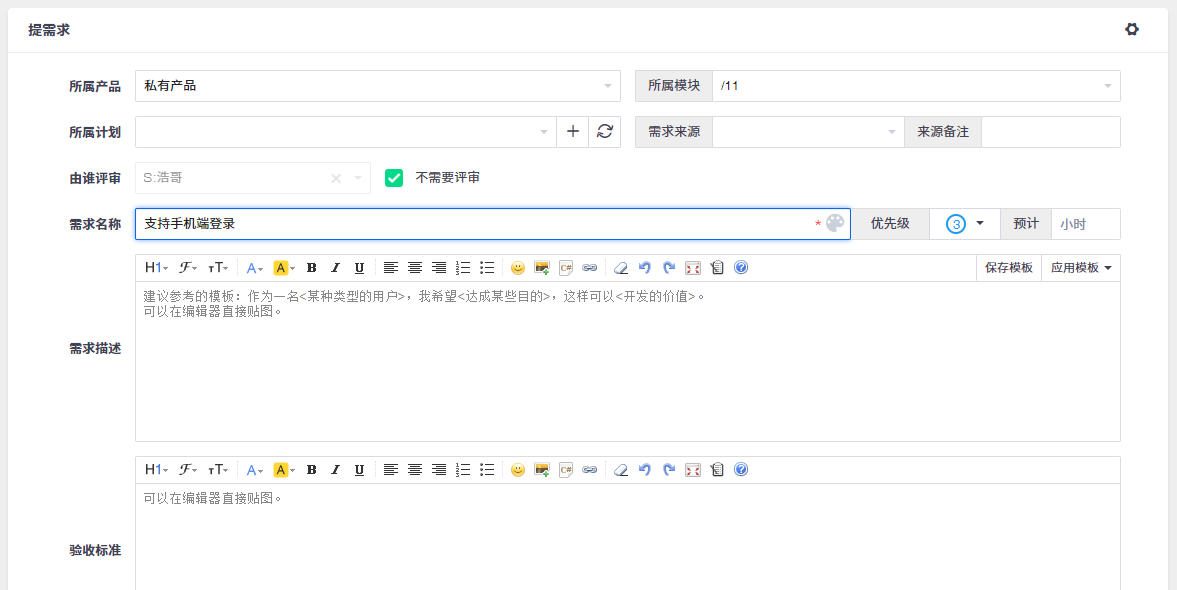 提需求
所属产品 私有产品 所属模块 /11
所属计划 需求来源 来源备注
由谁评审 S:浩哥 不需要评审
需求名称 支持手机端登录 * 优先级 3 预计 小时
H1 F TT A A B I U C# 保存模板 应用模板
建议参考的模板：作为一名<某种类型的用户>，我希望<达成某些目的>，这样可以<开发的价值>。
可以在编辑器直接贴图。
需求描述
H1 F TT A A B I U C#
可以在编辑器直接贴图。
验收标准